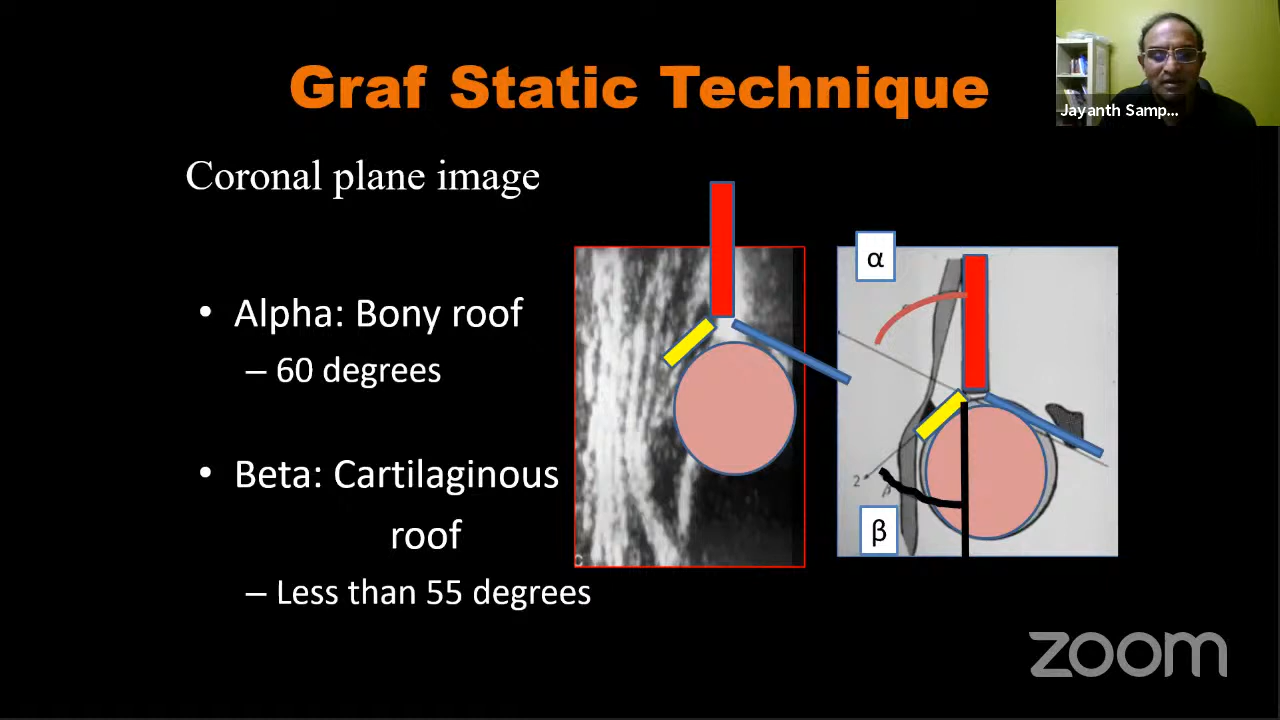 Graf Static Technique
Jayanth Samp...
Coronal plane image
α
• Alpha: Bony roof
– 60 degrees
• Beta: Cartilaginous
roof
2
β
β
– Less than 55 degrees
C
zoom